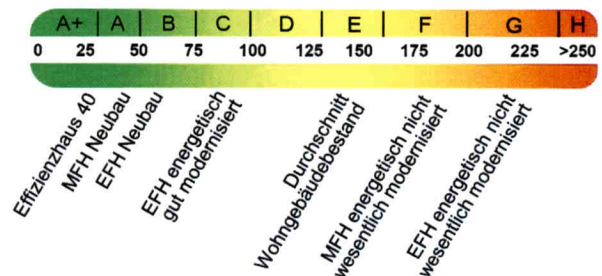 A+ A B C D E F G H
0 25 50 75 100 125 150 175 200 225 >250
Effizienzhaus 40
MFH Neubau
EFH Neubau
EFH energetisch
gut modernisiert
Durchschnitt
Wohngebäudebestand
MFH energetisch nicht
wesentlich modernisiert
EFH energetisch nicht
wesentlich modernisiert